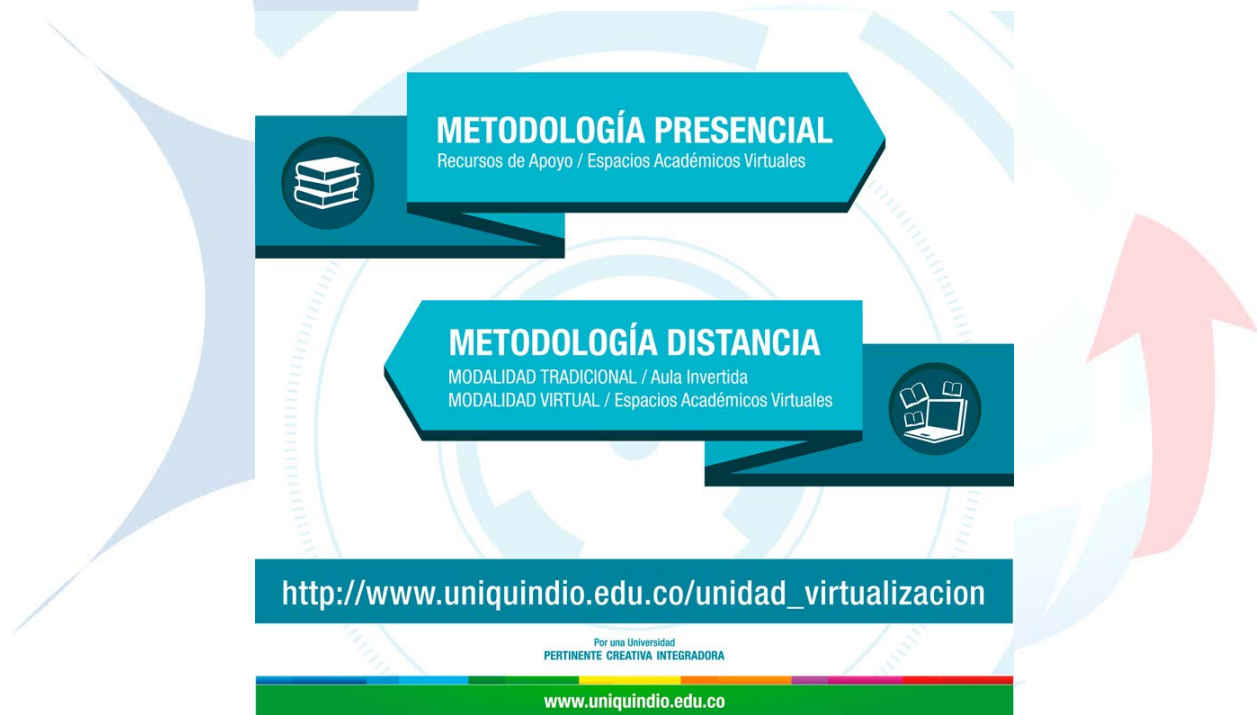 METODOLOGÍA PRESENCIAL
Recursos de Apoyo / Espacios Académicos Virtuales
METODOLOGÍA DISTANCIA
MODALIDAD TRADICIONAL / Aula Invertida
MODALIDAD VIRTUAL / Espacios Académicos Virtuales
http://www.uniquindio.edu.co/unidad_virtualizacion
Por una Universidad
PERTINENTE CREATIVA INTEGRADORA
www.uniquindio.edu.co